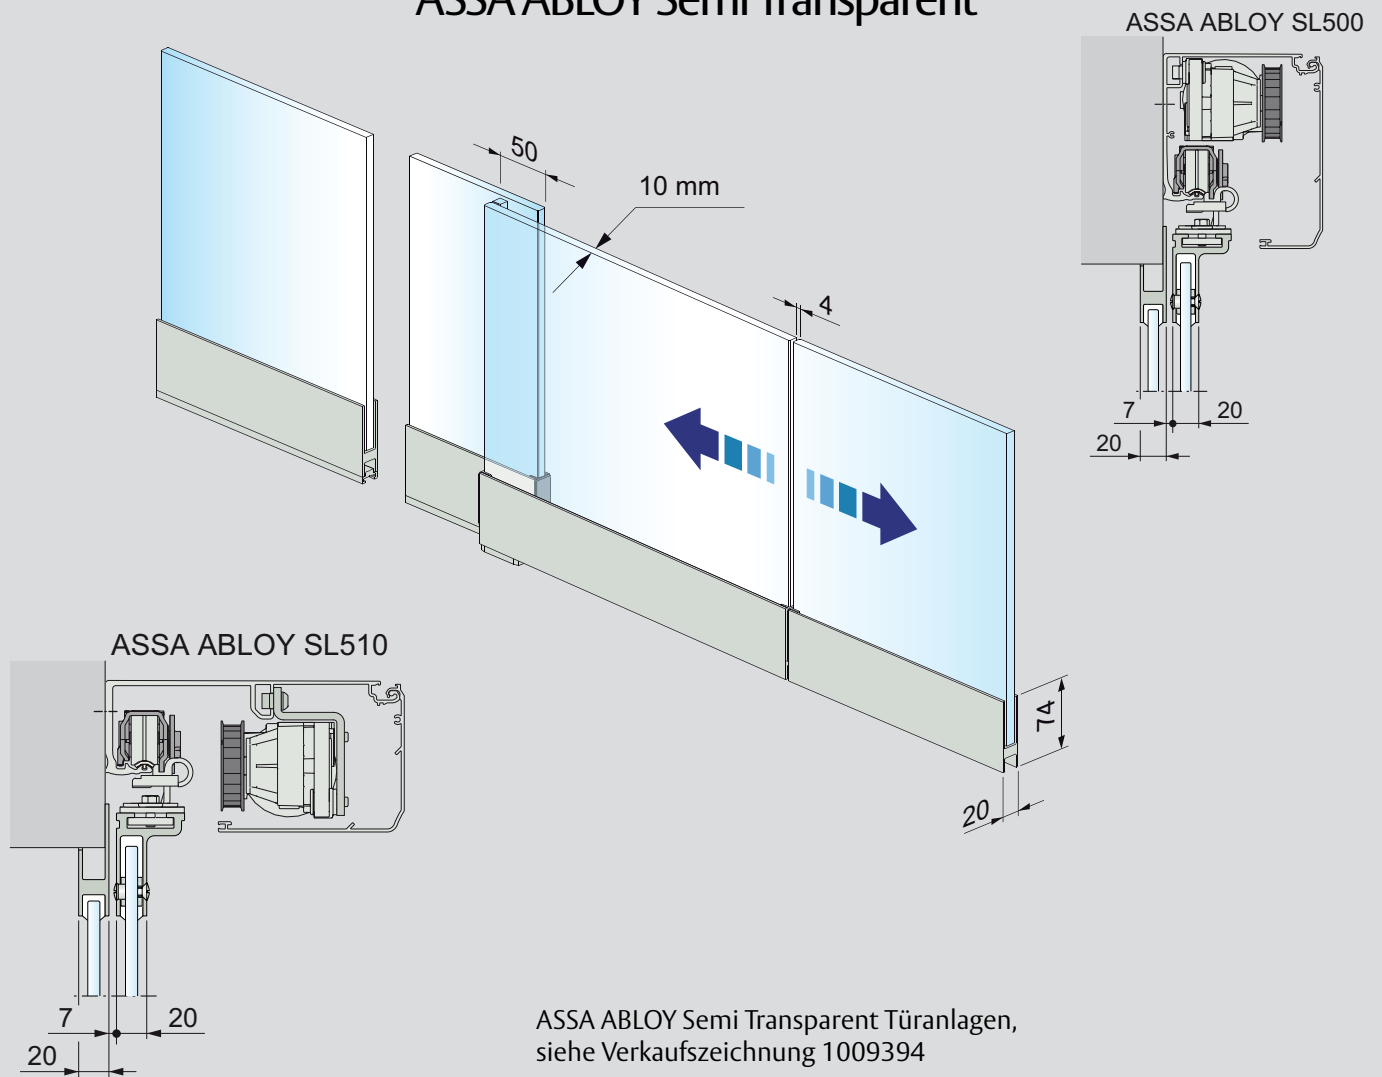 ASSA ABLOY Semi Transparent
ASSA ABLOY SL500
50
10 mm
4
7
20
20
ASSA ABLOY SL510
74
20
7
20
20
ASSA ABLOY Semi Transparent Türanlagen,
siehe Verkaufszeichnung 1009394